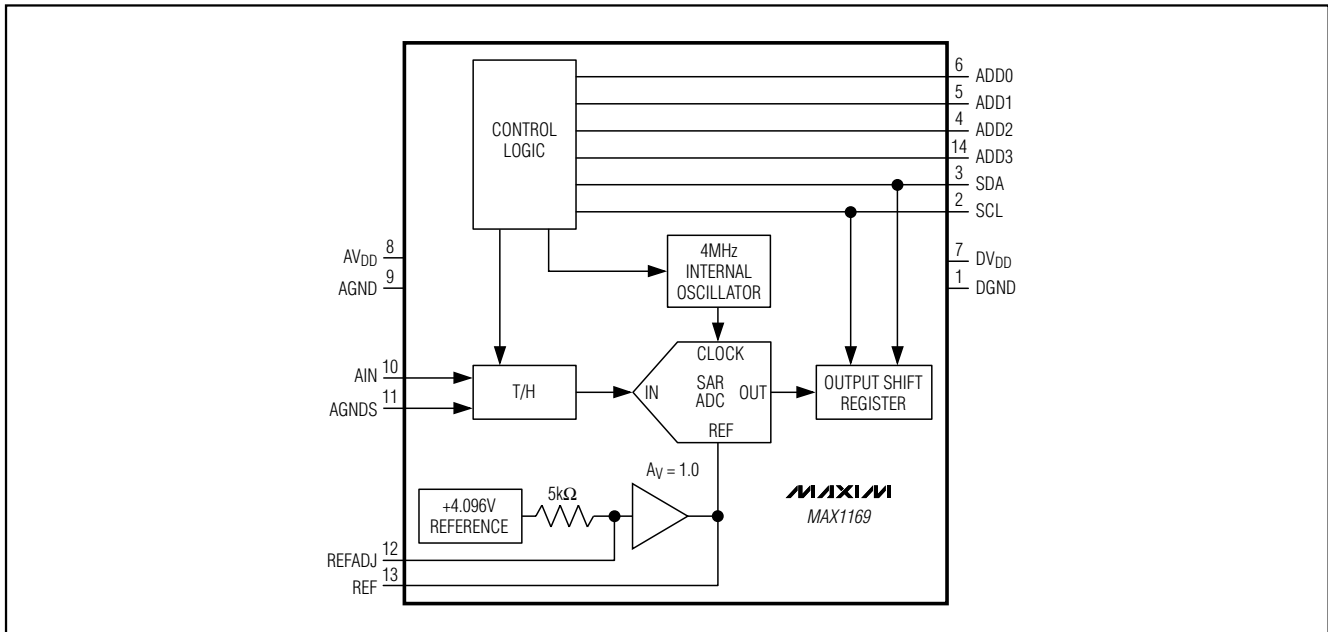 6 ADD0
5 ADD1
4 ADD2
14 ADD3
3 SDA
2 SCL
CONTROL
LOGIC
4MHz
INTERNAL
OSCILLATOR
AVDD 8
AGND 9
7 DVDD
1 DGND
AIN 10
AGNDS 11
T/H
CLOCK
IN
SAR
ADC
OUT
REF
OUTPUT SHIFT
REGISTER
AV = 1.0
+4.096V
REFERENCE
5kΩ
MAXIM
MAX1169
REFADJ 12
REF 13